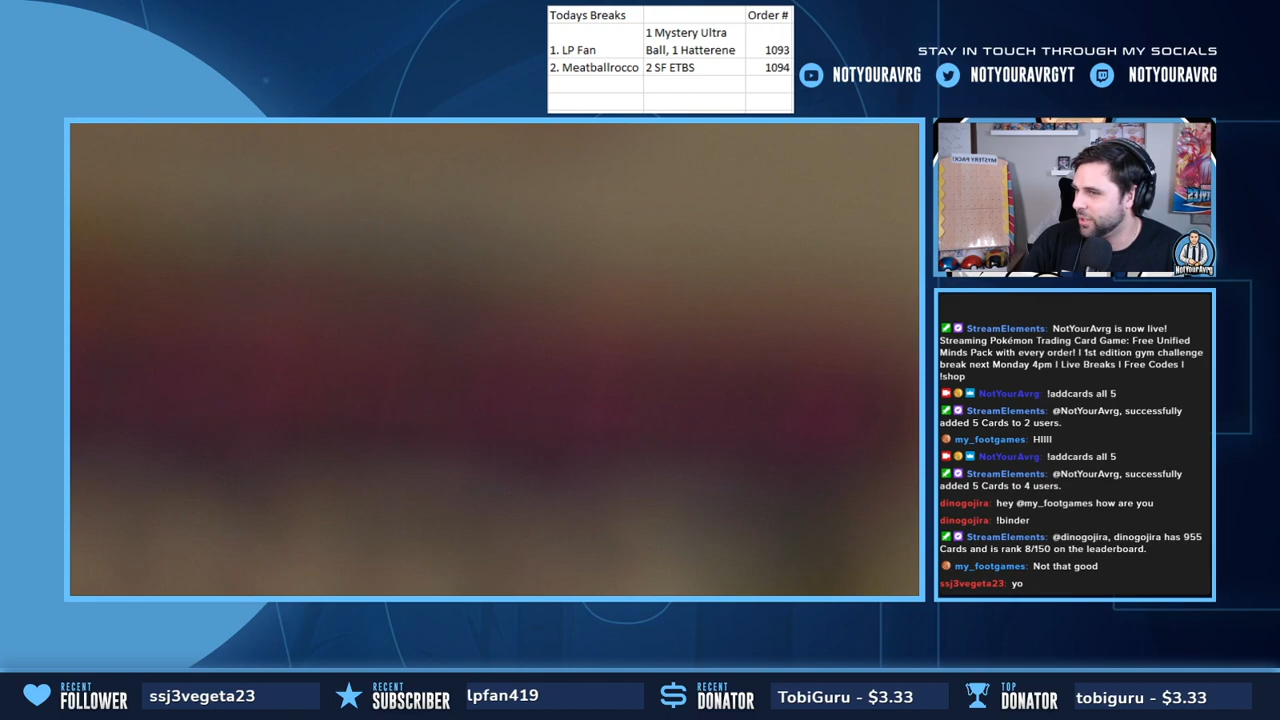 Todays Breaks Order #
1 Mystery Ultra
1. LP Fan Ball, 1 Hatterene 1093
2. Meatballrocco 2 SF ETBS 1094
STAY IN TOUCH THROUGH MY SOCIALS
NOTYOURAVRG NOTYOURAVRGYT NOTYOURAVRG
MYSTERY PACK!
NOTYOURAVRG
StreamElements: NotYourAvrg is now live!
Streaming Pokémon Trading Card Game: Free Unified
Minds Pack with every order! | 1st edition gym challenge
break next Monday 4pm | Live Breaks | Free Codes |
!shop
NotYourAvrg: !addcards all 5
StreamElements: @NotYourAvrg, successfully
added 5 Cards to 2 users.
my_footgames: HIIII
NotYourAvrg: !addcards all 5
StreamElements: @NotYourAvrg, successfully
added 5 Cards to 4 users.
dinogojira: hey @my_footgames how are you
dinogojira: !binder
StreamElements: @dinogojira, dinogojira has 955
Cards and is rank 8/150 on the leaderboard.
my_footgames: Not that good
ssj3vegeta23: yo
RECENT FOLLOWER ssj3vegeta23 RECENT SUBSCRIBER lpfan419 RECENT DONATOR TobiGuru - $3.33 TOP DONATOR tobiguru - $3.33